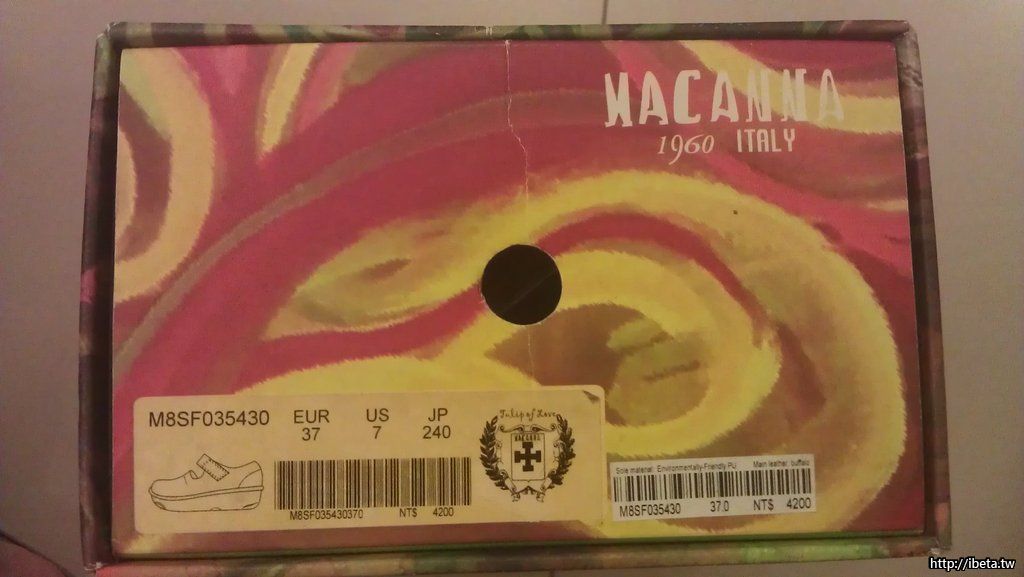 MACANNA
1960 ITALY
M8SF035430 EUR 37 US 7 JP 240
Tulip of Love
MACANNA
M8SF035430370 NT$ 4200
Sole material: Environmentally-Friendly PU Main leather: buffalo
M8SF035430 37.0 NT$ 4200
http://ibeta.tw